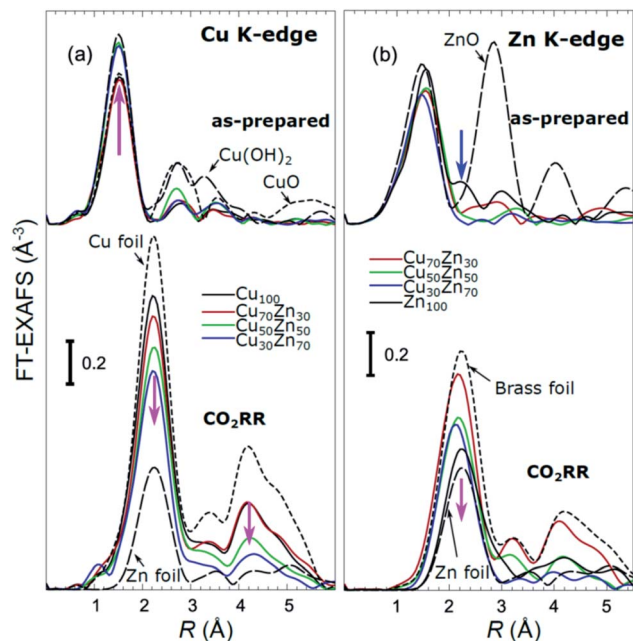 (a) Cu K-edge
as-prepared
Cu(OH)₂
CuO
Cu foil
Cu₁₀₀
Cu₇₀Zn₃₀
Cu₅₀Zn₅₀
Cu₃₀Zn₇₀
0.2
CO₂RR
Zn foil
1 2 3 4 5
R (Å)
FT-EXAFS (Å⁻³)
(b) Zn K-edge
ZnO
as-prepared
Cu₇₀Zn₃₀
Cu₅₀Zn₅₀
Cu₃₀Zn₇₀
Zn₁₀₀
0.2
Brass foil
CO₂RR
Zn foil
0 1 2 3 4 5
R (Å)